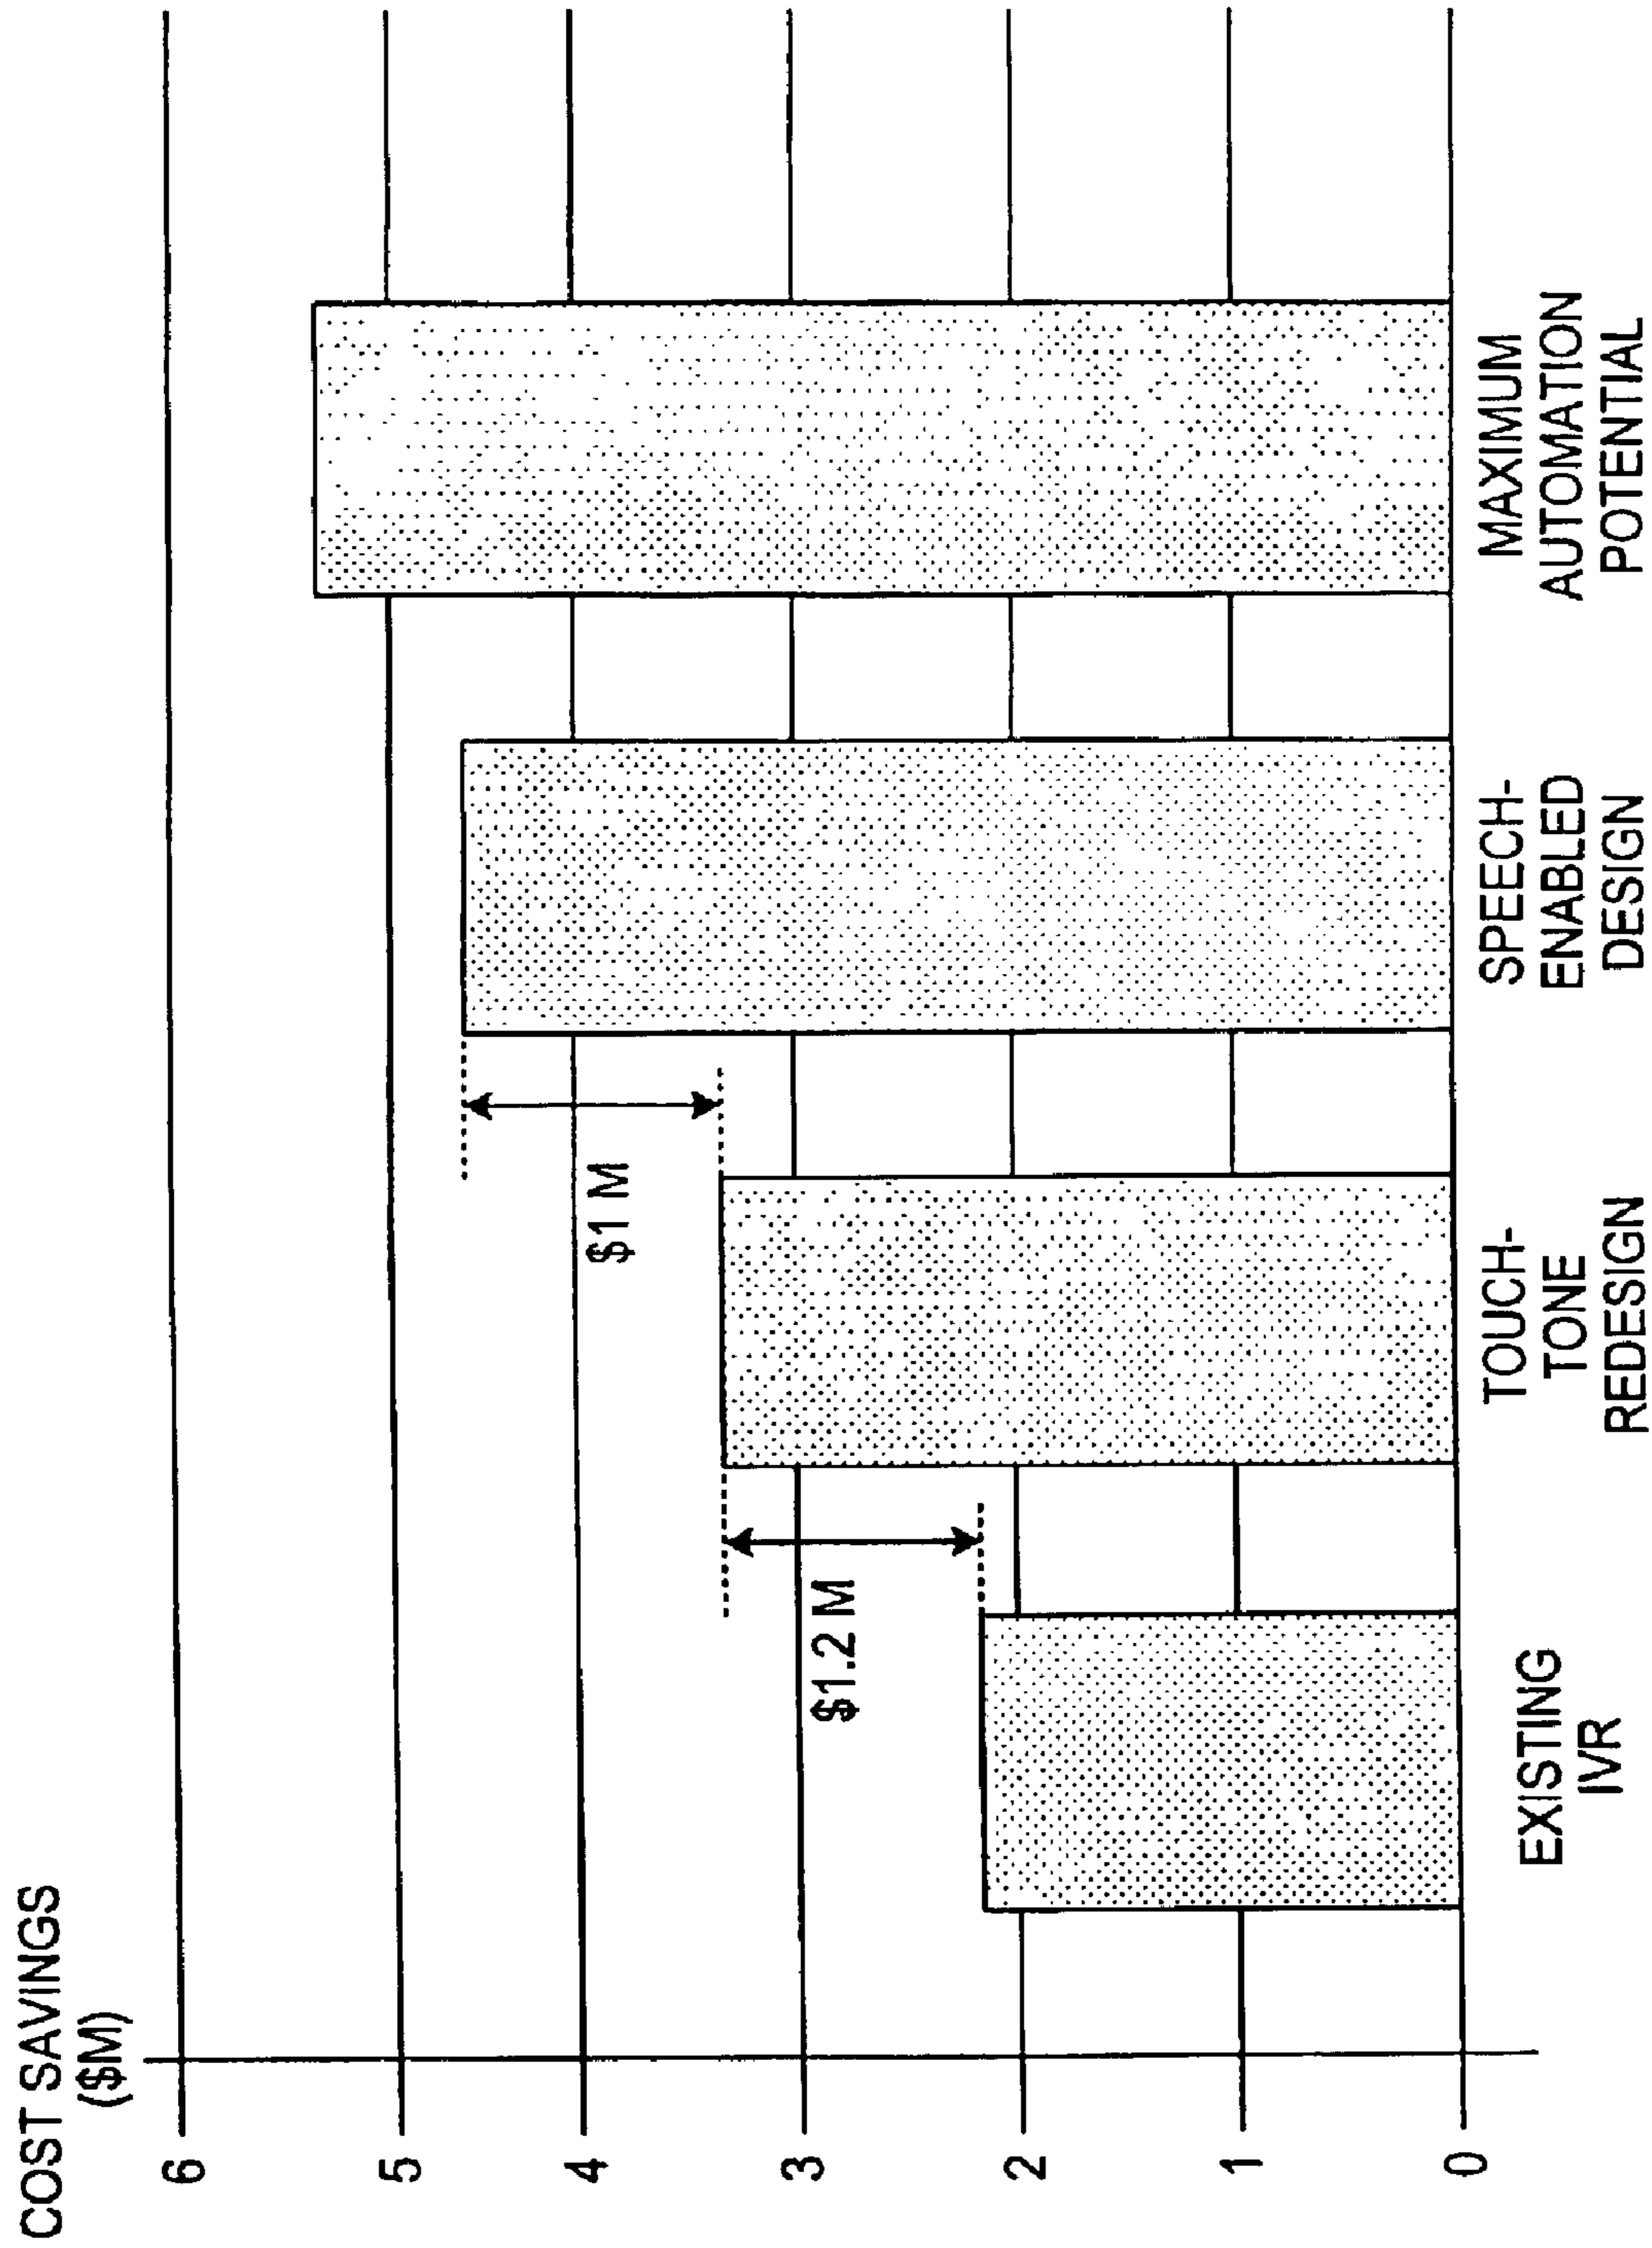 COST SAVINGS
($M)
6
5
4
3
2
1
0
$1.2 M
$1 M
EXISTING
IVR
TOUCH-
TONE
REDESIGN
SPEECH-
ENABLED
DESIGN
MAXIMUM
AUTOMATION
POTENTIAL